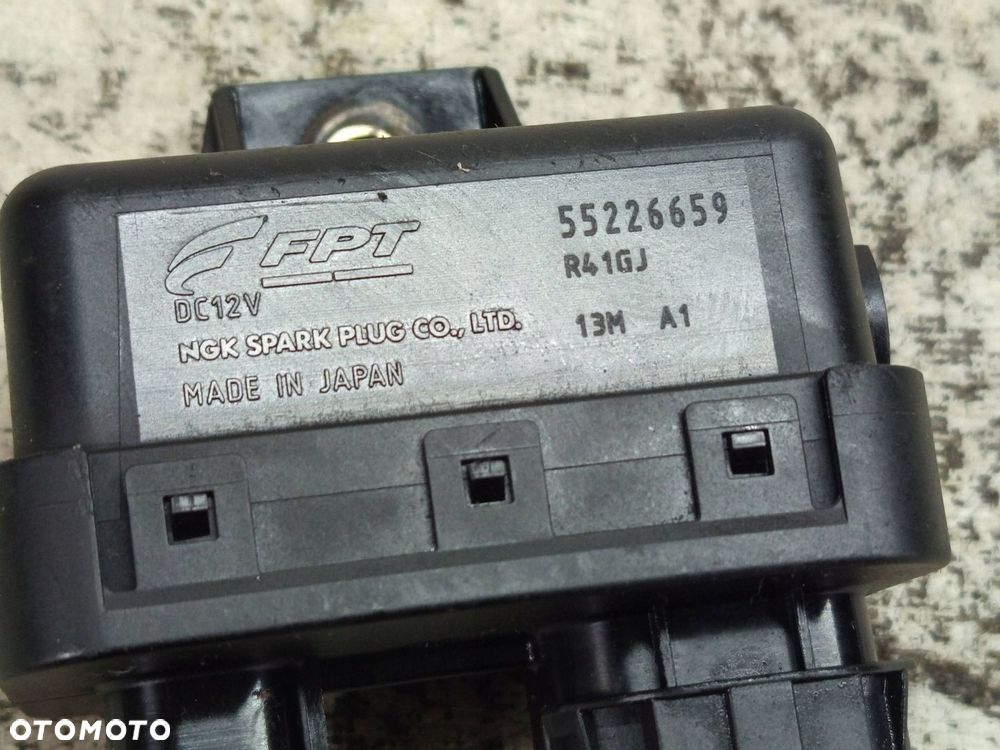 FPT
55226659
R41GJ
DC12V
NGK SPARK PLUG CO., LTD.
13M A1
MADE IN JAPAN
OTOMOTO